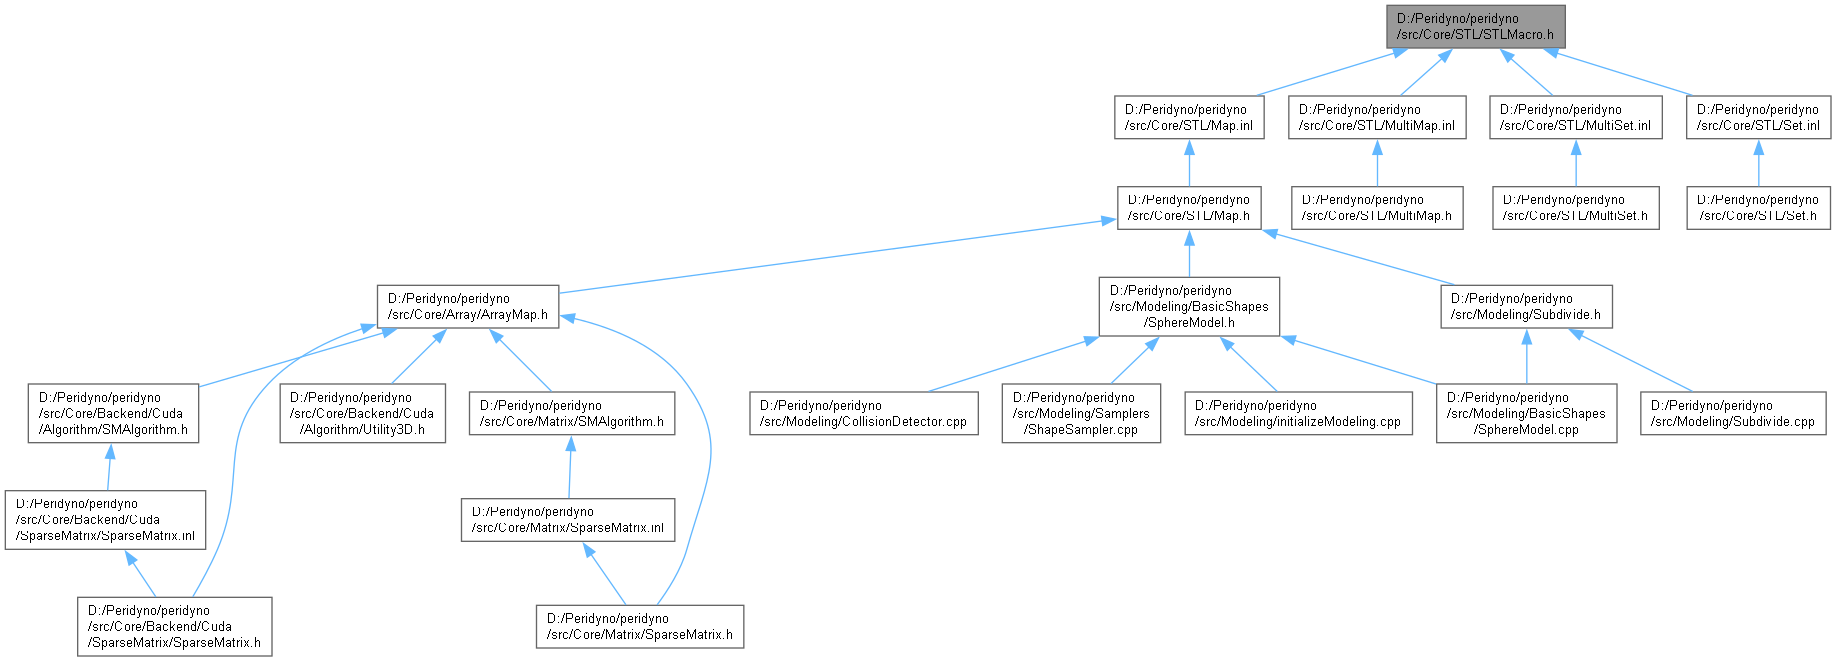 D:/Peridyno/peridyno
/src/Core/STL/STLMacro.h
D:/Peridyno/peridyno
/src/Core/STL/Map.inl
D:/Peridyno/peridyno
/src/Core/STL/MultiMap.inl
D:/Peridyno/peridyno
/src/Core/STL/MultiSet.inl
D:/Peridyno/peridyno
/src/Core/STL/Set.inl
D:/Peridyno/peridyno
/src/Core/STL/Map.h
D:/Peridyno/peridyno
/src/Core/STL/MultiMap.h
D:/Peridyno/peridyno
/src/Core/STL/MultiSet.h
D:/Peridyno/peridyno
/src/Core/STL/Set.h
D:/Peridyno/peridyno
/src/Core/Array/ArrayMap.h
D:/Peridyno/peridyno
/src/Modeling/BasicShapes
/SphereModel.h
D:/Peridyno/peridyno
/src/Modeling/Subdivide.h
D:/Peridyno/peridyno
/src/Core/Backend/Cuda
/Algorithm/SMAlgorithm.h
D:/Peridyno/peridyno
/src/Core/Backend/Cuda
/Algorithm/Utility3D.h
D:/Peridyno/peridyno
/src/Core/Matrix/SMAlgorithm.h
D:/Peridyno/peridyno
/src/Modeling/CollisionDetector.cpp
D:/Peridyno/peridyno
/src/Modeling/Samplers
/ShapeSampler.cpp
D:/Peridyno/peridyno
/src/Modeling/initializeModeling.cpp
D:/Peridyno/peridyno
/src/Modeling/BasicShapes
/SphereModel.cpp
D:/Peridyno/peridyno
/src/Modeling/Subdivide.cpp
D:/Peridyno/peridyno
/src/Core/Backend/Cuda
/SparseMatrix/SparseMatrix.inl
D:/Peridyno/peridyno
/src/Core/Matrix/SparseMatrix.inl
D:/Peridyno/peridyno
/src/Core/Backend/Cuda
/SparseMatrix/SparseMatrix.h
D:/Peridyno/peridyno
/src/Core/Matrix/SparseMatrix.h